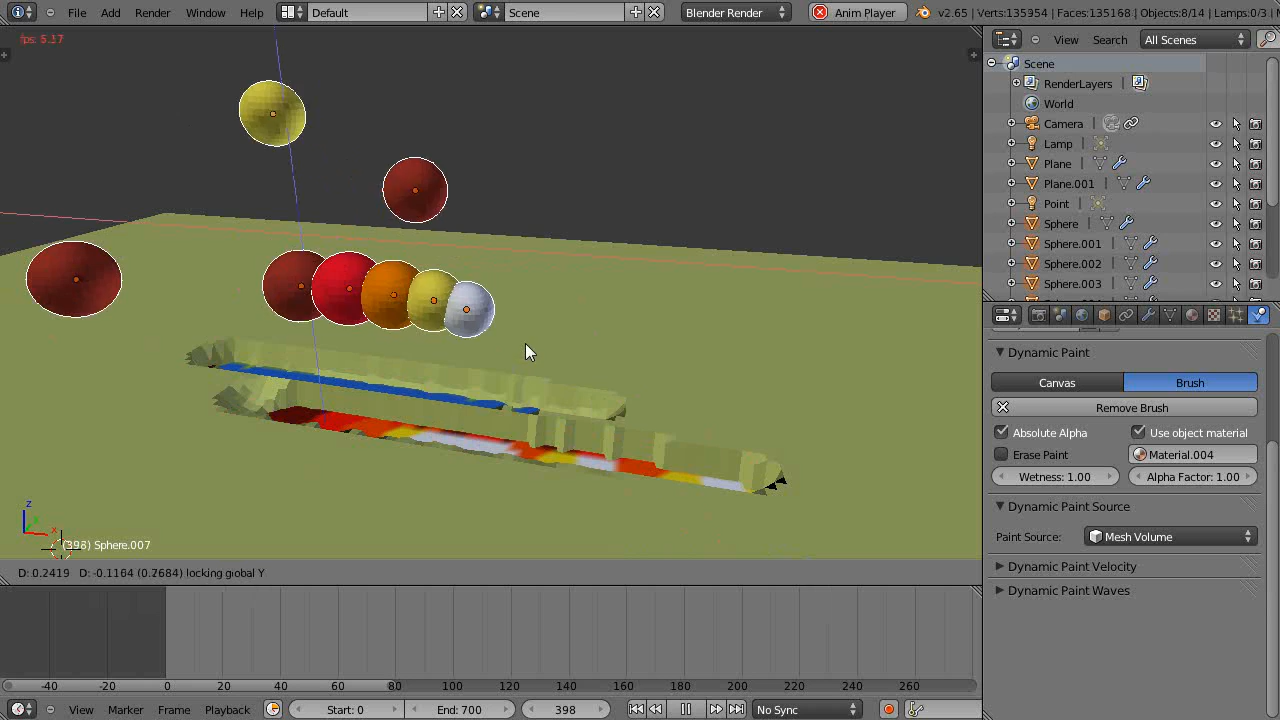 File Add Render Window Help Default Scene Blender Render Anim Player v2.65 | Verts:135954 | Faces:135168 | Objects:8/14 | Lamps:0/3 |
fps: 5.17
View Search All Scenes
Scene
RenderLayers |
World
Camera |
Lamp |
Plane |
Plane.001 |
Point |
Sphere |
Sphere.001 |
Sphere.002 |
Sphere.003 |
Dynamic Paint
Canvas Brush
Remove Brush
Absolute Alpha Use object material
Erase Paint Material.004
Wetness: 1.00 Alpha Factor: 1.00
Dynamic Paint Source
Paint Source: Mesh Volume
Dynamic Paint Velocity
Dynamic Paint Waves
z
y
x
(398) Sphere.007
D: 0.2419 D: -0.1164 (0.2684) locking global Y
-40 -20 0 20 40 60 80 100 120 140 160 180 200 220 240 260
View Marker Frame Playback Start: 0 End: 700 398 No Sync